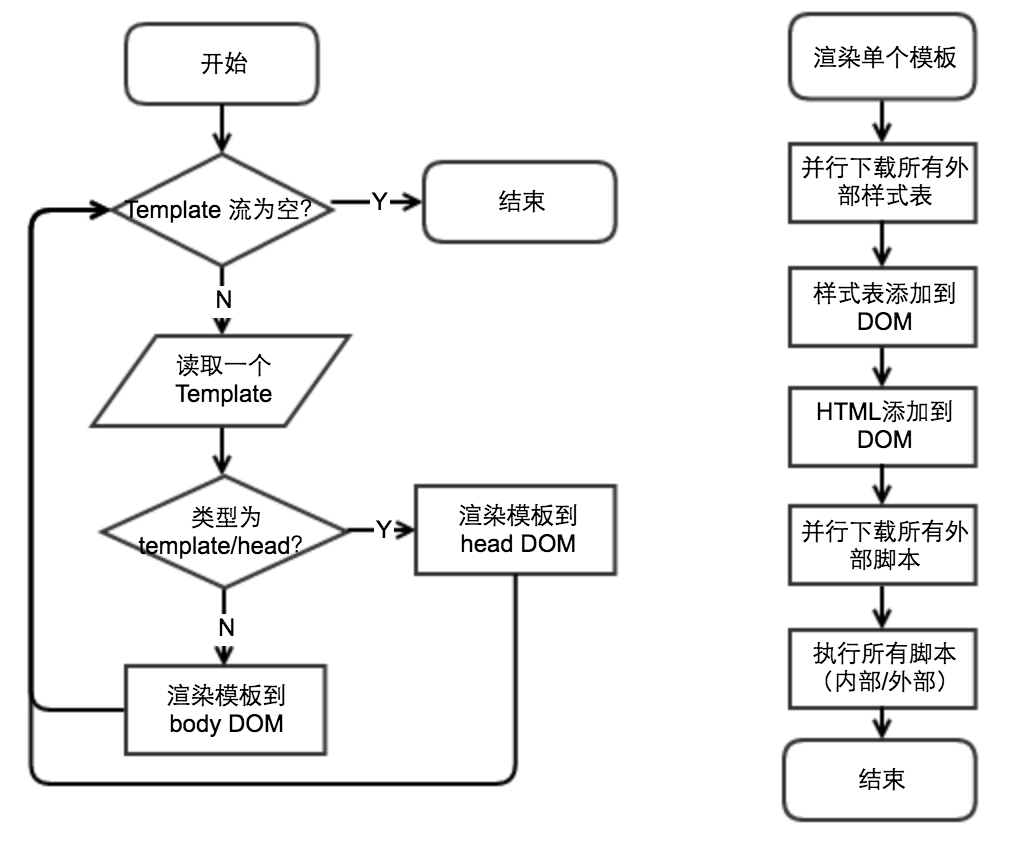 开始
Template 流为空?
Y
结束
N
读取一个
Template
类型为
template/head?
Y
渲染模板到
head DOM
N
渲染模板到
body DOM
渲染单个模板
并行下载所有外
部样式表
样式表添加到
DOM
HTML添加到
DOM
并行下载所有外
部脚本
执行所有脚本
（内部/外部）
结束